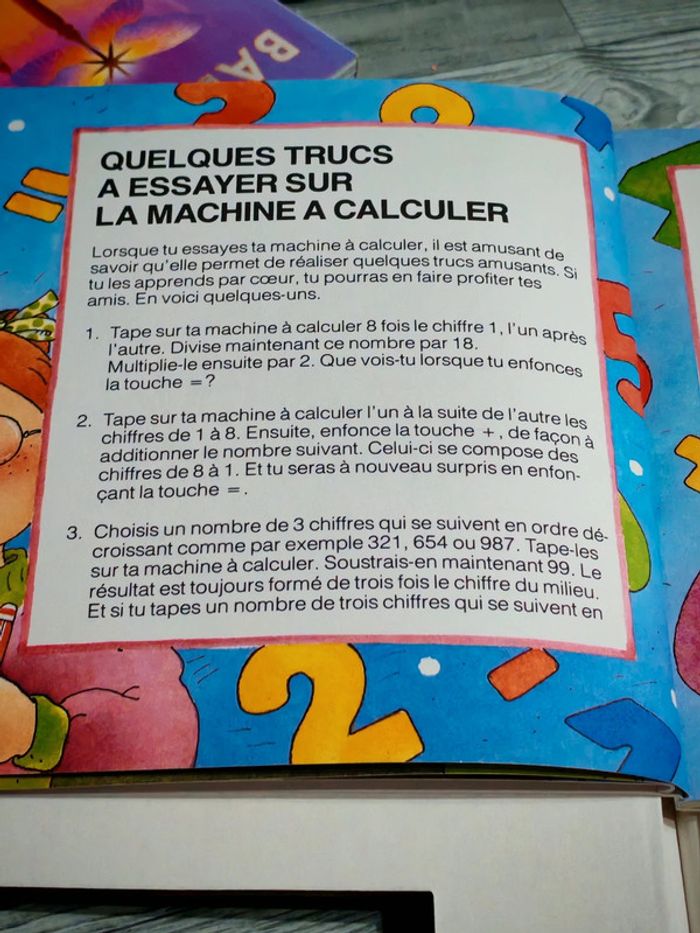 BAB
QUELQUES TRUCS
A ESSAYER SUR
LA MACHINE A CALCULER
Lorsque tu essayes ta machine à calculer, il est amusant de
savoir qu'elle permet de réaliser quelques trucs amusants. Si
tu les apprends par cœur, tu pourras en faire profiter tes
amis. En voici quelques-uns.
1. Tape sur ta machine à calculer 8 fois le chiffre 1, l'un après
l'autre. Divise maintenant ce nombre par 18.
Multiplie-le ensuite par 2. Que vois-tu lorsque tu enfonces
la touche =?
2. Tape sur ta machine à calculer l'un à la suite de l'autre les
chiffres de 1 à 8. Ensuite, enfonce la touche +, de façon à
additionner le nombre suivant. Celui-ci se compose des
chiffres de 8 à 1. Et tu seras à nouveau surpris en enfon-
çant la touche =.
3. Choisis un nombre de 3 chiffres qui se suivent en ordre dé-
croissant comme par exemple 321, 654 ou 987. Tape-les
sur ta machine à calculer. Soustrais-en maintenant 99. Le
résultat est toujours formé de trois fois le chiffre du milieu.
Et si tu tapes un nombre de trois chiffres qui se suivent en